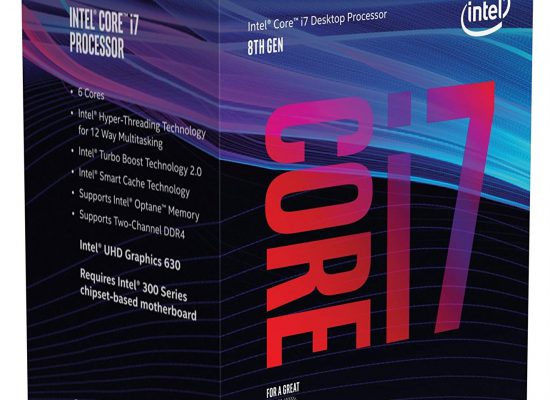 INTEL® CORE™ i7
PROCESSOR
• 6 Cores
• Intel® Hyper-Threading Technology
for 12 Way Multitasking
• Intel® Turbo Boost Technology 2.0
• Intel® Smart Cache Technology
• Supports Intel® Optane™ Memory
• Supports Two-Channel DDR4
Intel® UHD Graphics 630
Requires Intel® 300 Series
chipset-based motherboard
Intel® Core™ i7 Desktop Processor
8TH GEN
intel
CORE i7
FOR A GREAT